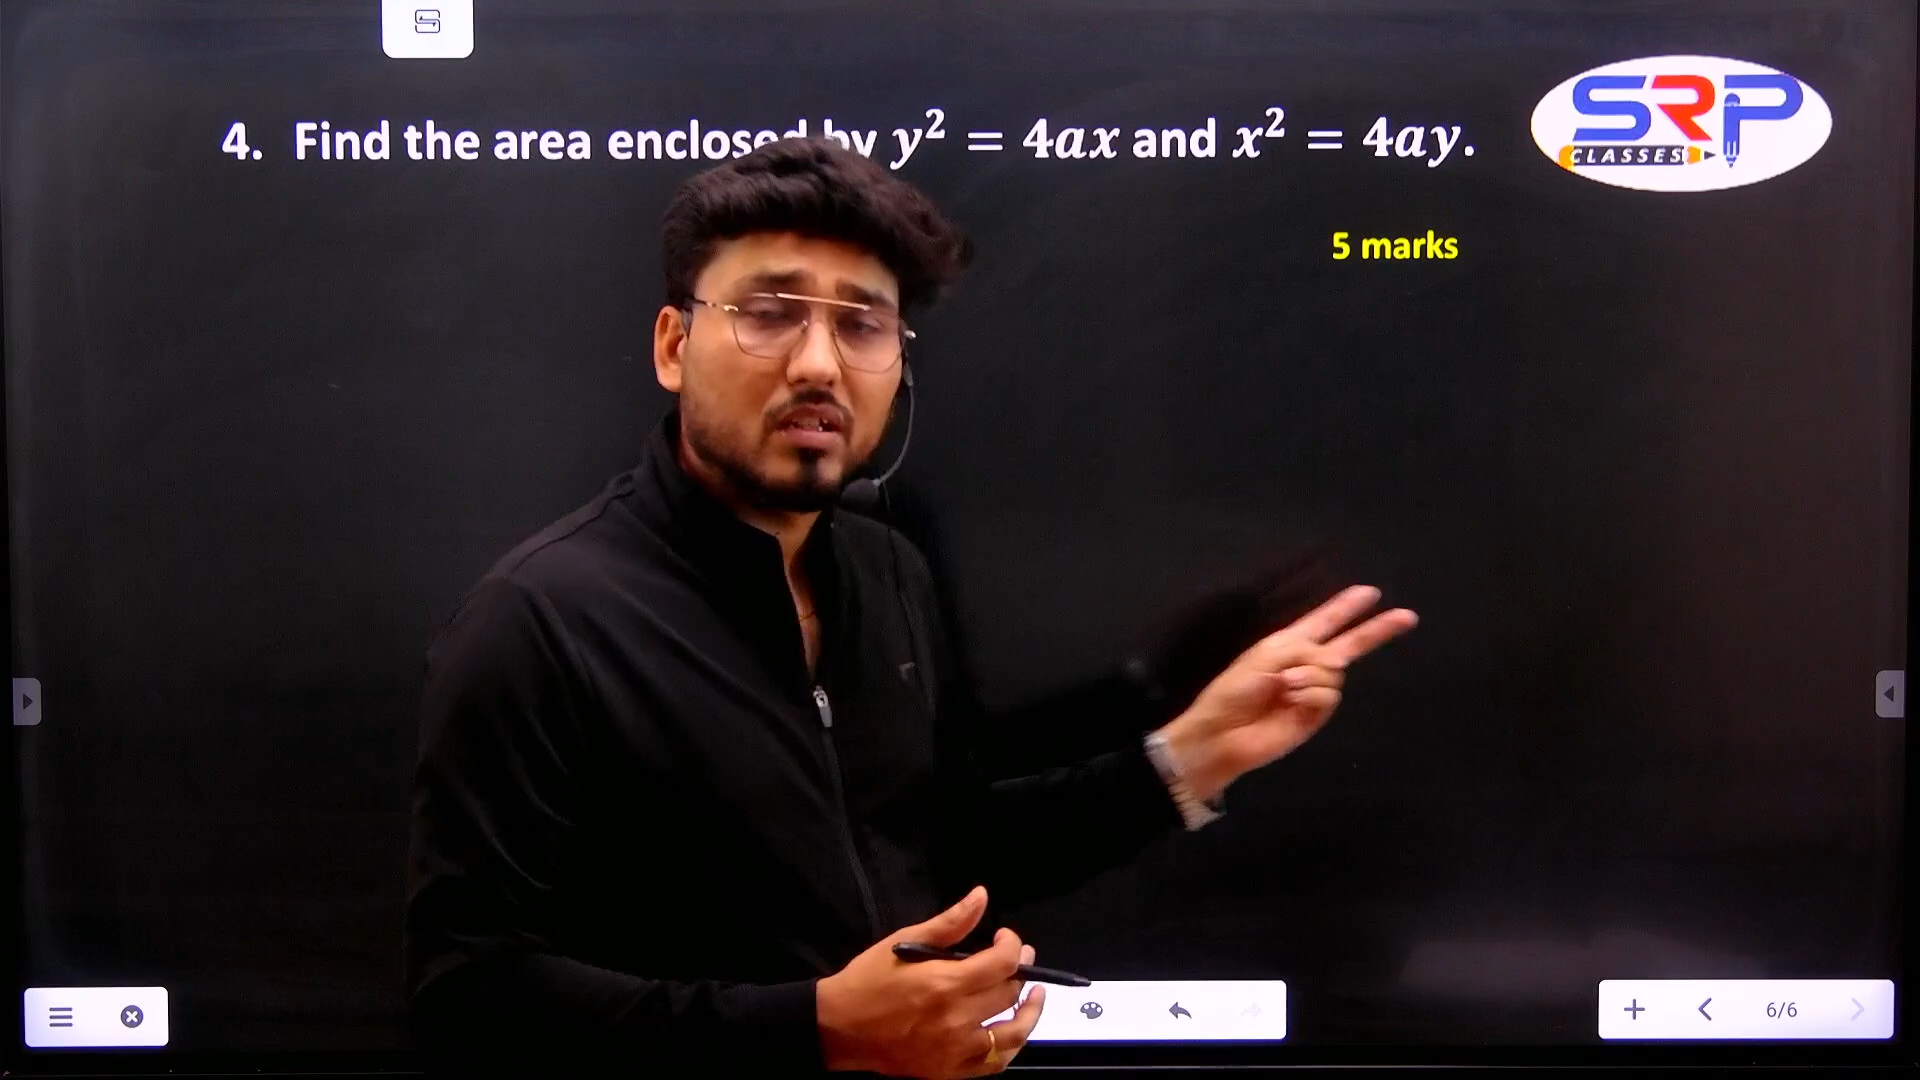 4. Find the area enclosed by y² = 4ax and x² = 4ay.
SRP
CLASSES
5 marks
6/6